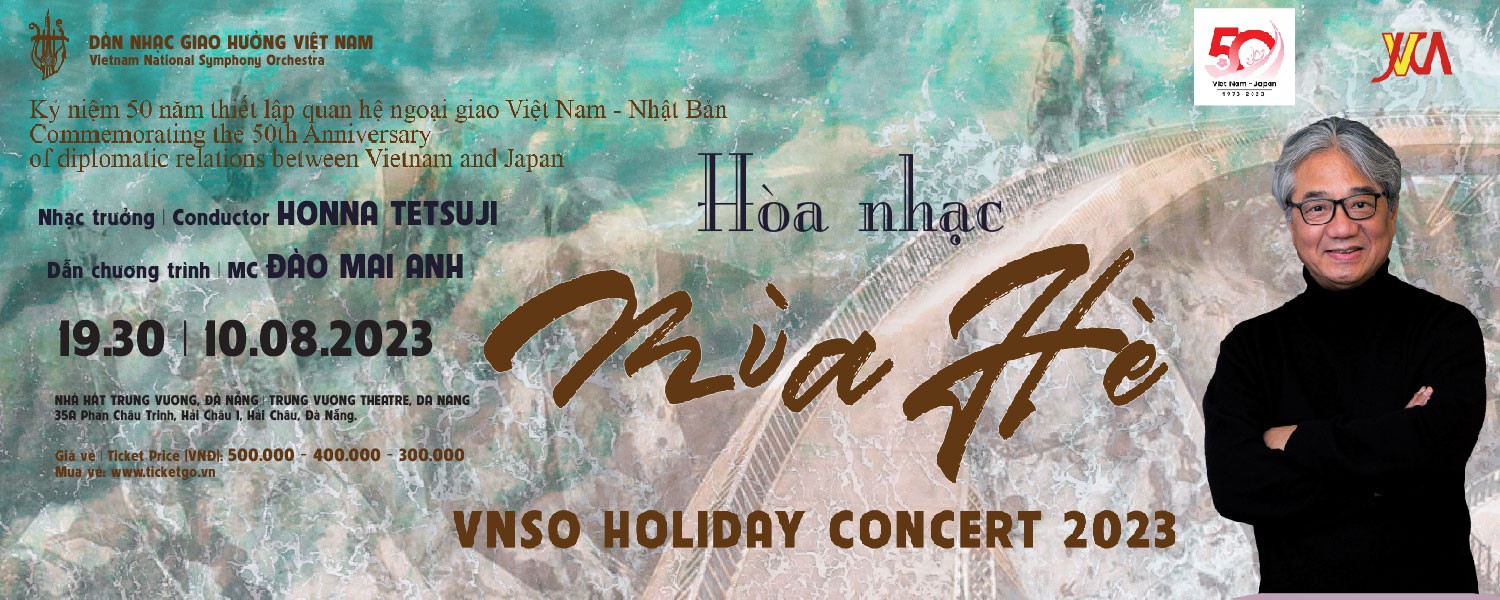 DÀN NHẠC GIAO HƯỞNG VIỆT NAM
Vietnam National Symphony Orchestra
Kỷ niệm 50 năm thiết lập quan hệ ngoại giao Việt Nam - Nhật Bản
Commemorating the 50th Anniversary
of diplomatic relations between Vietnam and Japan
Nhạc trưởng | Conductor HONNA TETSUJI
Dẫn chương trình | MC ĐÀO MAI ANH
19.30 | 10.08.2023
NHÀ HÁT TRƯNG VƯƠNG, ĐÀ NẴNG | TRUNG VUONG THEATRE, DA NANG
35A Phan Châu Trinh, Hải Châu I, Hải Châu, Đà Nẵng.
Giá vé | Ticket Price (VNĐ): 500.000 - 400.000 - 300.000
Mua vé: www.ticketgo.vn
Hòa nhạc
Mùa Hè
VNSO HOLIDAY CONCERT 2023
50
Việt Nam - Japan
1973-2023
JVCA